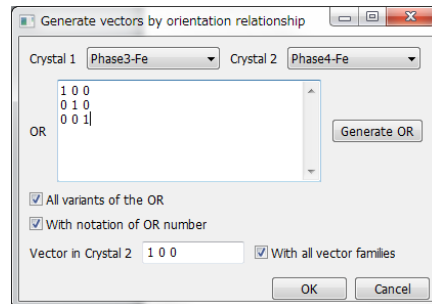 Generate vectors by orientation relationship
Crystal 1 Phase3-Fe Crystal 2 Phase4-Fe
1 0 0
0 1 0
0 0 1
OR Generate OR
All variants of the OR
With notation of OR number
Vector in Crystal 2 1 0 0 With all vector families
OK Cancel